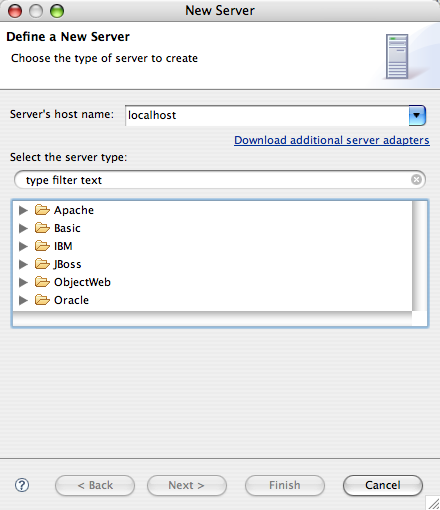 New Server
Define a New Server
Choose the type of server to create
Server's host name: localhost
Download additional server adapters
Select the server type:
type filter text
Apache
Basic
IBM
JBoss
ObjectWeb
Oracle
? < Back Next > Finish Cancel